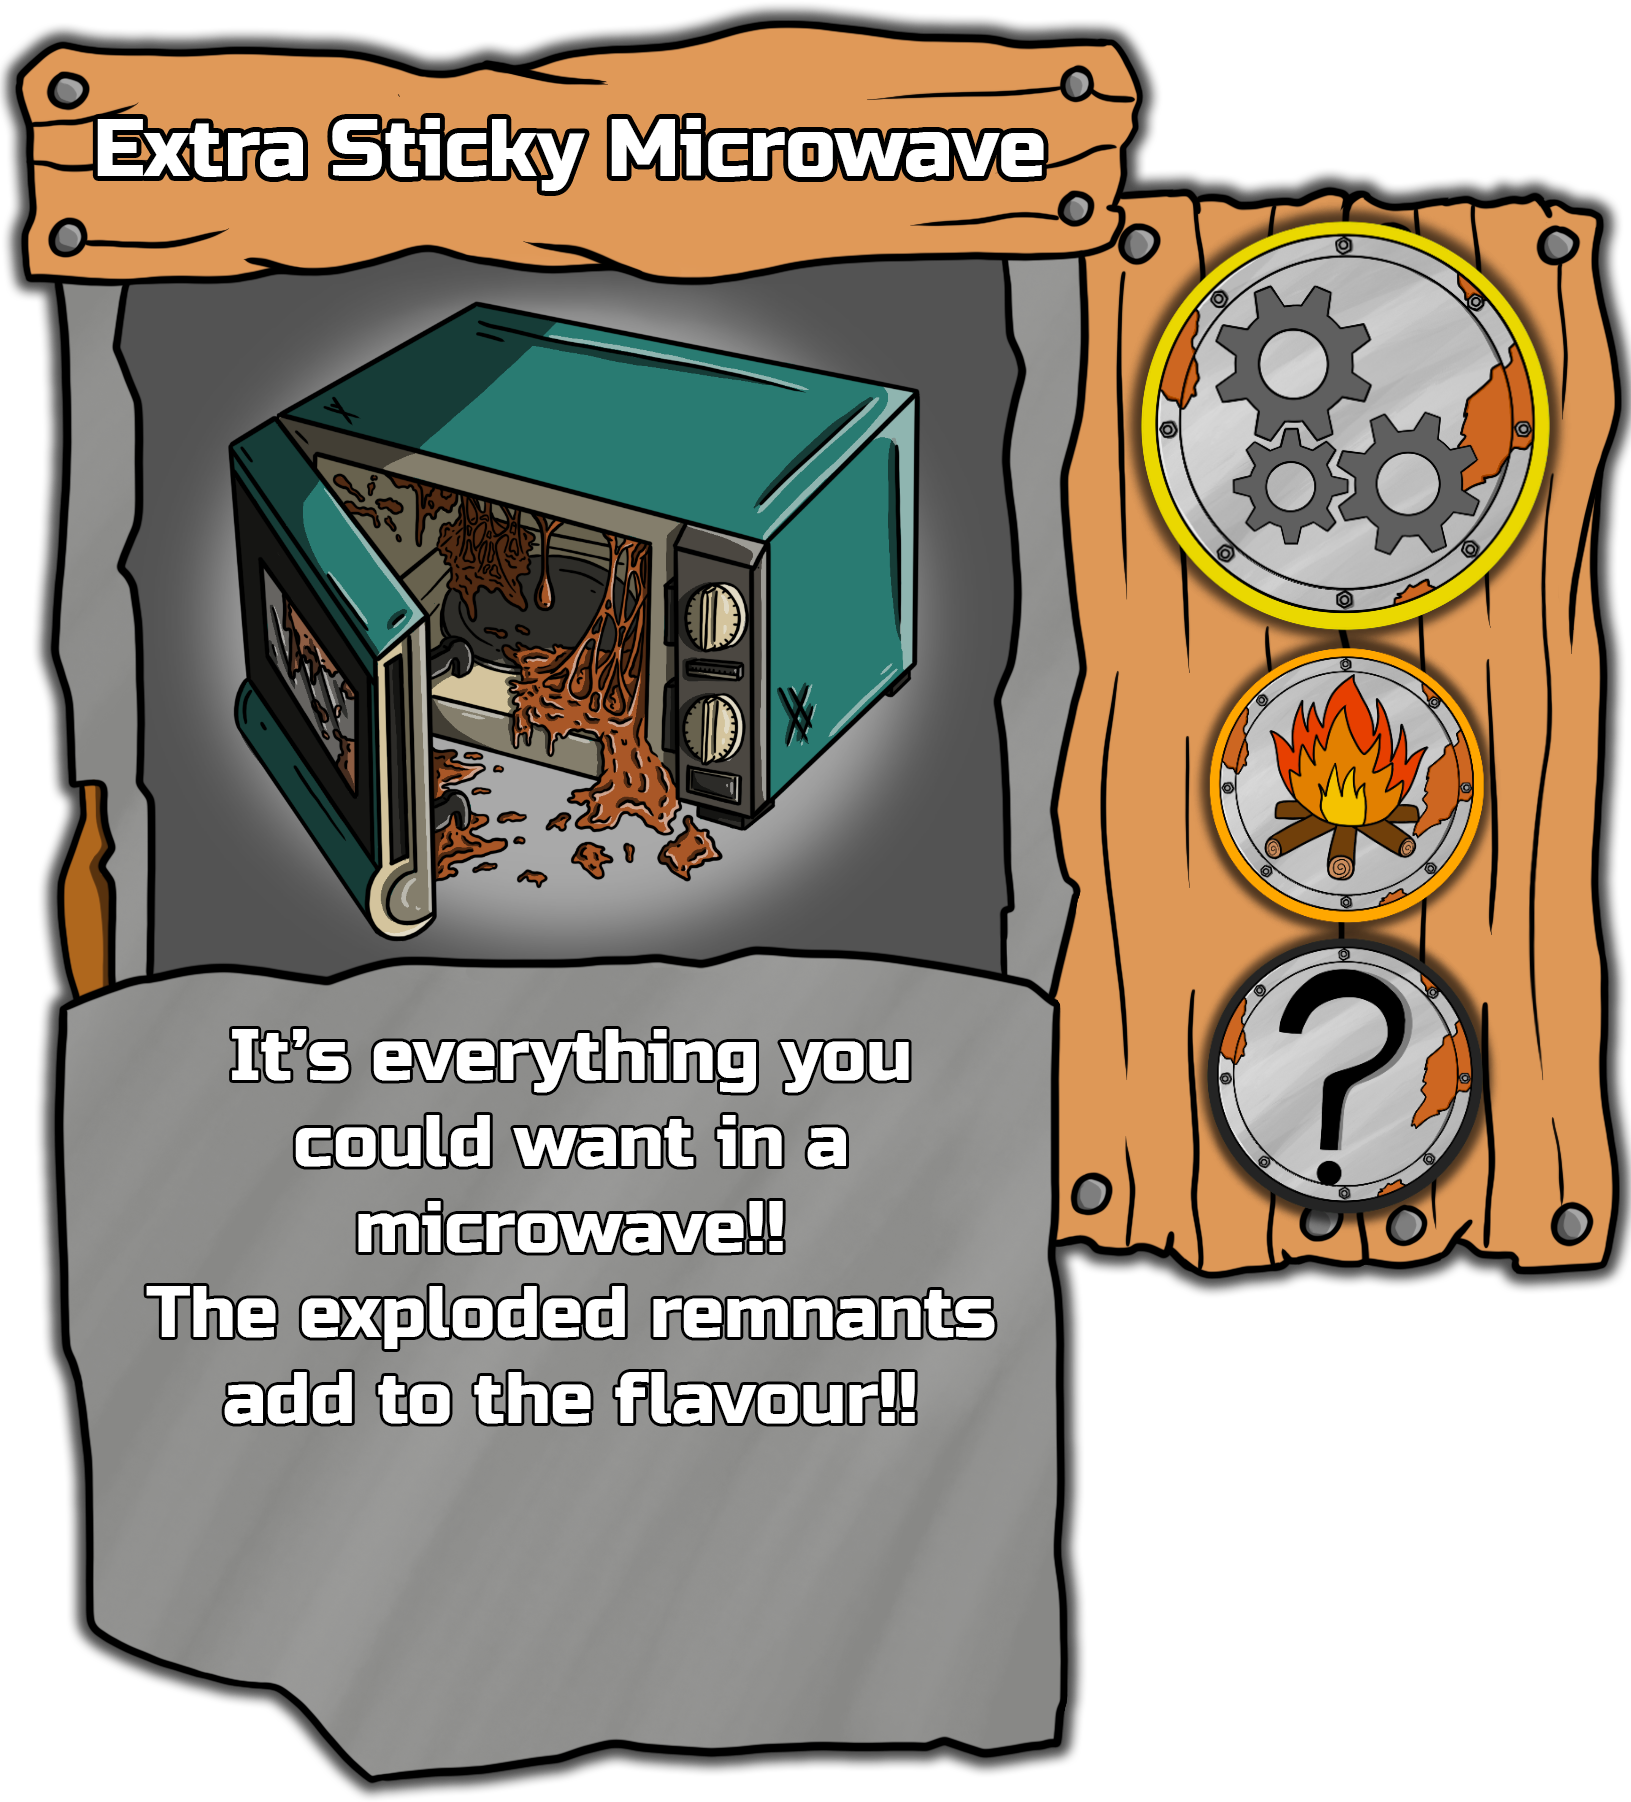 Extra Sticky Microwave
It’s everything you
could want in a
microwave!!
The exploded remnants
add to the flavour!!
?